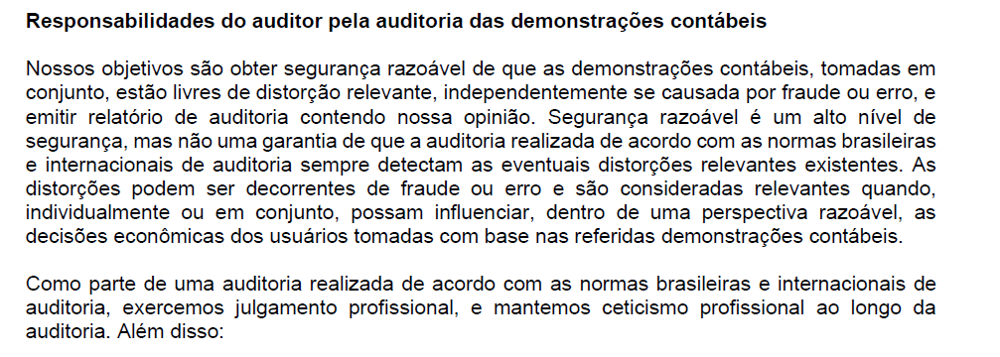 Responsabilidades do auditor pela auditoria das demonstrações contábeis
Nossos objetivos são obter segurança razoável de que as demonstrações contábeis, tomadas em
conjunto, estão livres de distorção relevante, independentemente se causada por fraude ou erro, e
emitir relatório de auditoria contendo nossa opinião. Segurança razoável é um alto nível de
segurança, mas não uma garantia de que a auditoria realizada de acordo com as normas brasileiras
e internacionais de auditoria sempre detectam as eventuais distorções relevantes existentes. As
distorções podem ser decorrentes de fraude ou erro e são consideradas relevantes quando,
individualmente ou em conjunto, possam influenciar, dentro de uma perspectiva razoável, as
decisões econômicas dos usuários tomadas com base nas referidas demonstrações contábeis.
Como parte de uma auditoria realizada de acordo com as normas brasileiras e internacionais de
auditoria, exercemos julgamento profissional, e mantemos ceticismo profissional ao longo da
auditoria. Além disso: